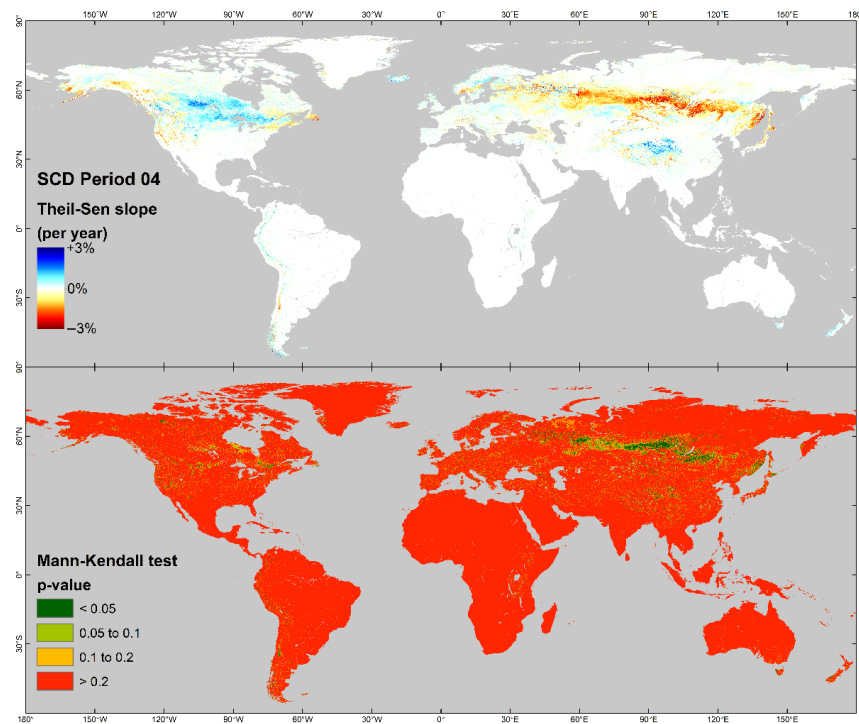 150°W 120°W 90°W 60°W 30°W 0° 30°E 60°E 90°E 120°E 150°E 180°
90°
60°N
30°N
SCD Period 04
Theil-Sen slope
(per year)
+3%
0°
0%
30°S
−3%
90°
60°N
30°N
Mann-Kendall test
0°
p-value
< 0.05
0.05 to 0.1
30°S
0.1 to 0.2
> 0.2
180° 150°W 120°W 90°W 60°W 30°W 0° 30°E 60°E 90°E 120°E 150°E 180°